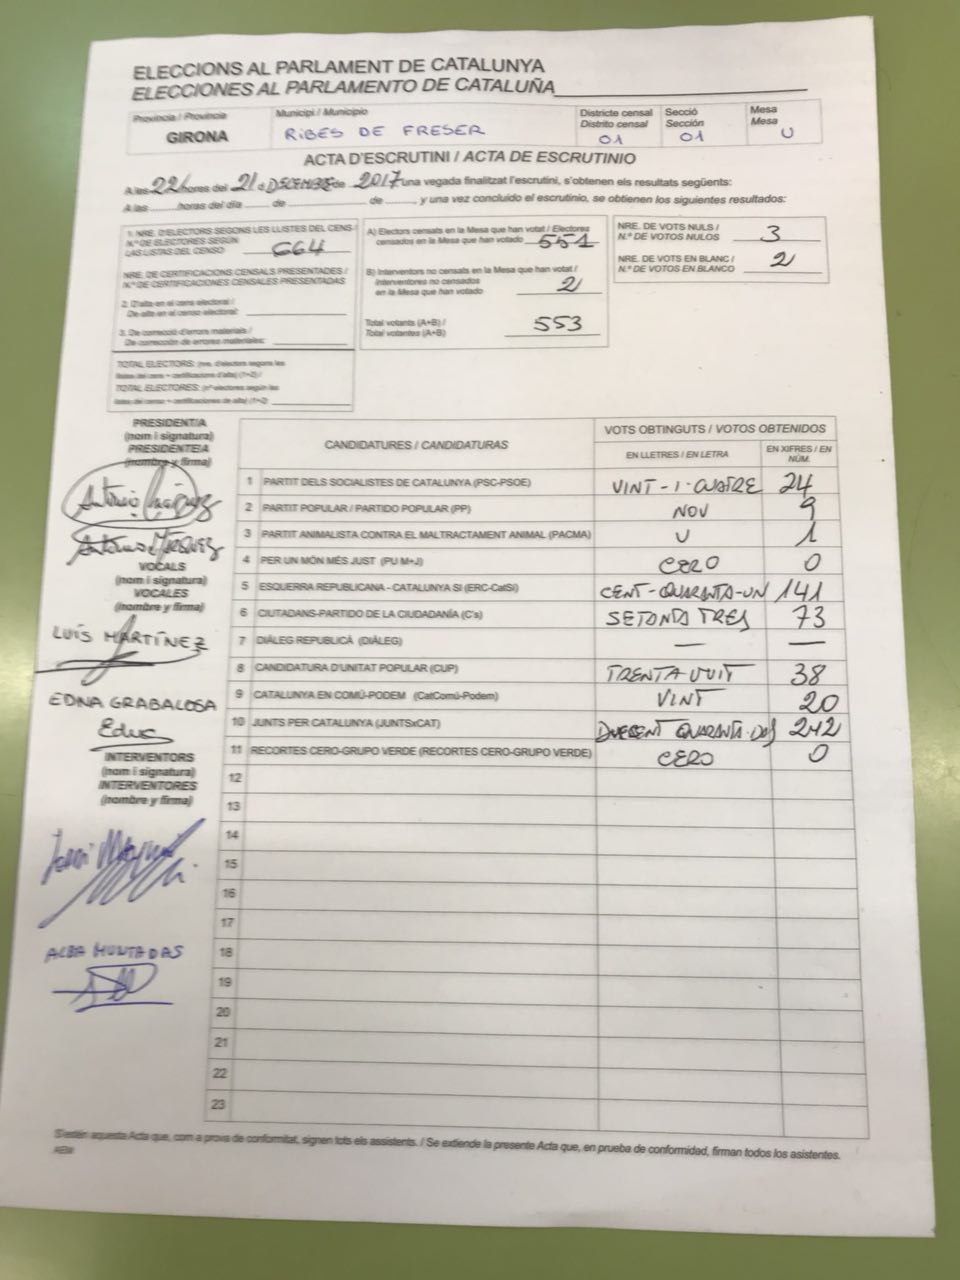 ELECCIONS AL PARLAMENT DE CATALUNYA
ELECCIONES AL PARLAMENTO DE CATALUÑA
Província / Provincia
GIRONA
Municipi / Municipio
RIBES DE FRESER
Districte censal
Distrito censal
01
Secció
Sección
01
Mesa
Mesa
U
ACTA D'ESCRUTINI / ACTA DE ESCRUTINIO
A les 22 hores del 21 d DSCEMBRE de 2017 una vegada finalitzat l'escrutini, s'obtenen els resultats següents:
A las ......... horas del día ......... de ......... de ........., y una vez concluido el escrutinio, se obtienen los siguientes resultados:
1. NRE. D'ELECTORS SEGONS LES LLISTES DEL CENS /
N.º DE ELECTORES SEGÚN
LAS LISTAS DEL CENSO 664
NRE. DE CERTIFICACIONS CENSALS PRESENTADES /
N.º DE CERTIFICACIONES CENSALES PRESENTADAS
2. D'alta en el cens electoral /
De alta en el censo electoral:
3. De correcció d'errors materials /
De corrección de errores materiales:
TOTAL ELECTORS: (nre. d'electors segons les
llistes del cens + certificacions d'alta) (1+2) /
TOTAL ELECTORES: (nº electores según las
listas del censo + certificaciones de alta) (1+2)
A) Electors censats en la Mesa que han votat / Electores
censados en la Mesa que han votado 551
B) Interventors no censats en la Mesa que han votat /
Interventores no censados
en la Mesa que han votado 2
Total votants (A+B) /
Total votantes (A+B) 553
NRE. DE VOTS NULS /
N.º DE VOTOS NULOS 3
NRE. DE VOTS EN BLANC /
N.º DE VOTOS EN BLANCO 2
PRESIDENT/A
(nom i signatura)
PRESIDENTE/A
(nombre y firma)
Antonio Márquez
Antonio MÁRQUEZ
VOCALS
(nom i signatura)
VOCALES
(nombre y firma)
LUÍS MARTÍNEZ
EDNA GRABALOSA
Edna
INTERVENTORS
(nom i signatura)
INTERVENTORES
(nombre y firma)
ALBA MUNTADAS
CANDIDATURES / CANDIDATURAS
VOTS OBTINGUTS / VOTOS OBTENIDOS
EN LLETRES / EN LETRA
EN XIFRES / EN NÚM.
1 PARTIT DELS SOCIALISTES DE CATALUNYA (PSC-PSOE) VINT-I-CUATRE 24
2 PARTIT POPULAR / PARTIDO POPULAR (PP) NOV 9
3 PARTIT ANIMALISTA CONTRA EL MALTRACTAMENT ANIMAL (PACMA) U 1
4 PER UN MÓN MÉS JUST (PU M+J) CERO 0
5 ESQUERRA REPUBLICANA - CATALUNYA SI (ERC-CatSí) CENT-QUARANTA-UN 141
6 CIUTADANS-PARTIDO DE LA CIUDADANÍA (C's) SETONTA TRES 73
7 DIÀLEG REPUBLICÀ (DIÀLEG) — —
8 CANDIDATURA D'UNITAT POPULAR (CUP) TRENTA VUIT 38
9 CATALUNYA EN COMÚ-PODEM (CatComú-Podem) VINT 20
10 JUNTS PER CATALUNYA (JUNTSxCAT) DUECENT QUARANTA-DOS 242
11 RECORTES CERO-GRUPO VERDE (RECORTES CERO-GRUPO VERDE) CERO 0
12
13
14
15
16
17
18
19
20
21
22
23
S'estén aquesta Acta que, com a prova de conformitat, signen tots els assistents. / Se extiende la presente Acta que, en prueba de conformidad, firman todos los asistentes.